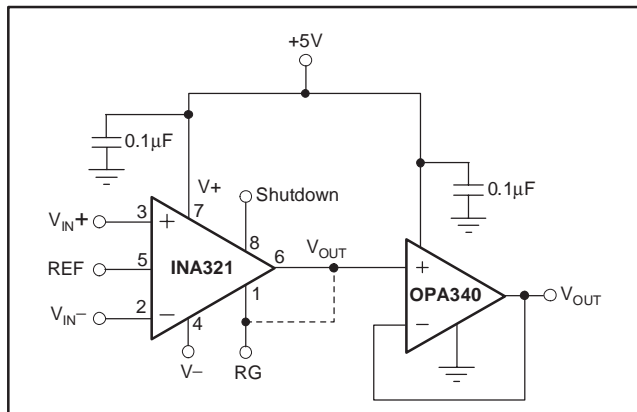 +5V
0.1μF
V+
Shutdown
0.1μF
VIN+
3
+
7
8
REF
5
INA321
6
VOUT
+
OPA340
VOUT
1
VIN−
2
−
4
−
V−
RG